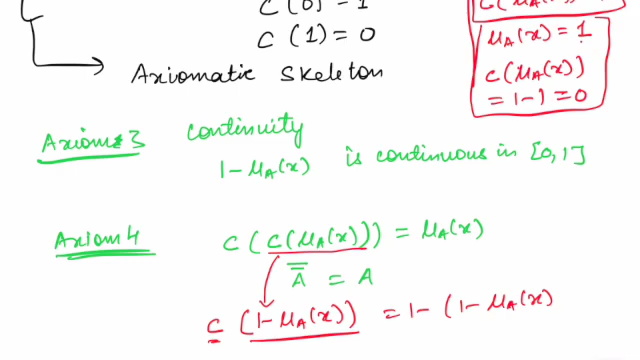 C (0) = 1
C (1) = 0
Axiomatic Skeleton
μA(x) = 1
C(μA(x))
= 1-1 = 0
Axiom 3 Continuity
1-μA(x) is continuous in [0,1]
Axiom 4 C(C(μA(x))) = μA(x)
A̿ = A
C (1-μA(x)) = 1-(1-μA(x)